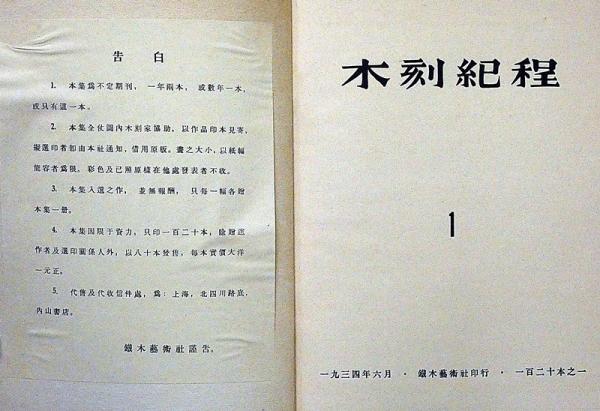 告白
1. 本集爲不定期刊，一年兩本，或數年一本，
或只有這一本。
2. 本集全仗國內木刻家協助，以作品印本見寄，
擬選印者卽由本社通知，借用原版。畫之大小，以紙幅
能容者爲限。彩色及已照原樣在他處發表者不收。
3. 本集入選之作，並無報酬，只每一幅各贈
本集一册。
4. 本集因限于資力，只印一百二十本，除贈送
作者及選印關係人外，以八十本發售，每本實價大洋
一元正。
5. 代售及代收信件處，爲：上海，北四川路底，
內山書店。
鐵木藝術社謹告。
木刻紀程
1
一九三四年六月 · 鐵木藝術社印行 · 一百二十本之一